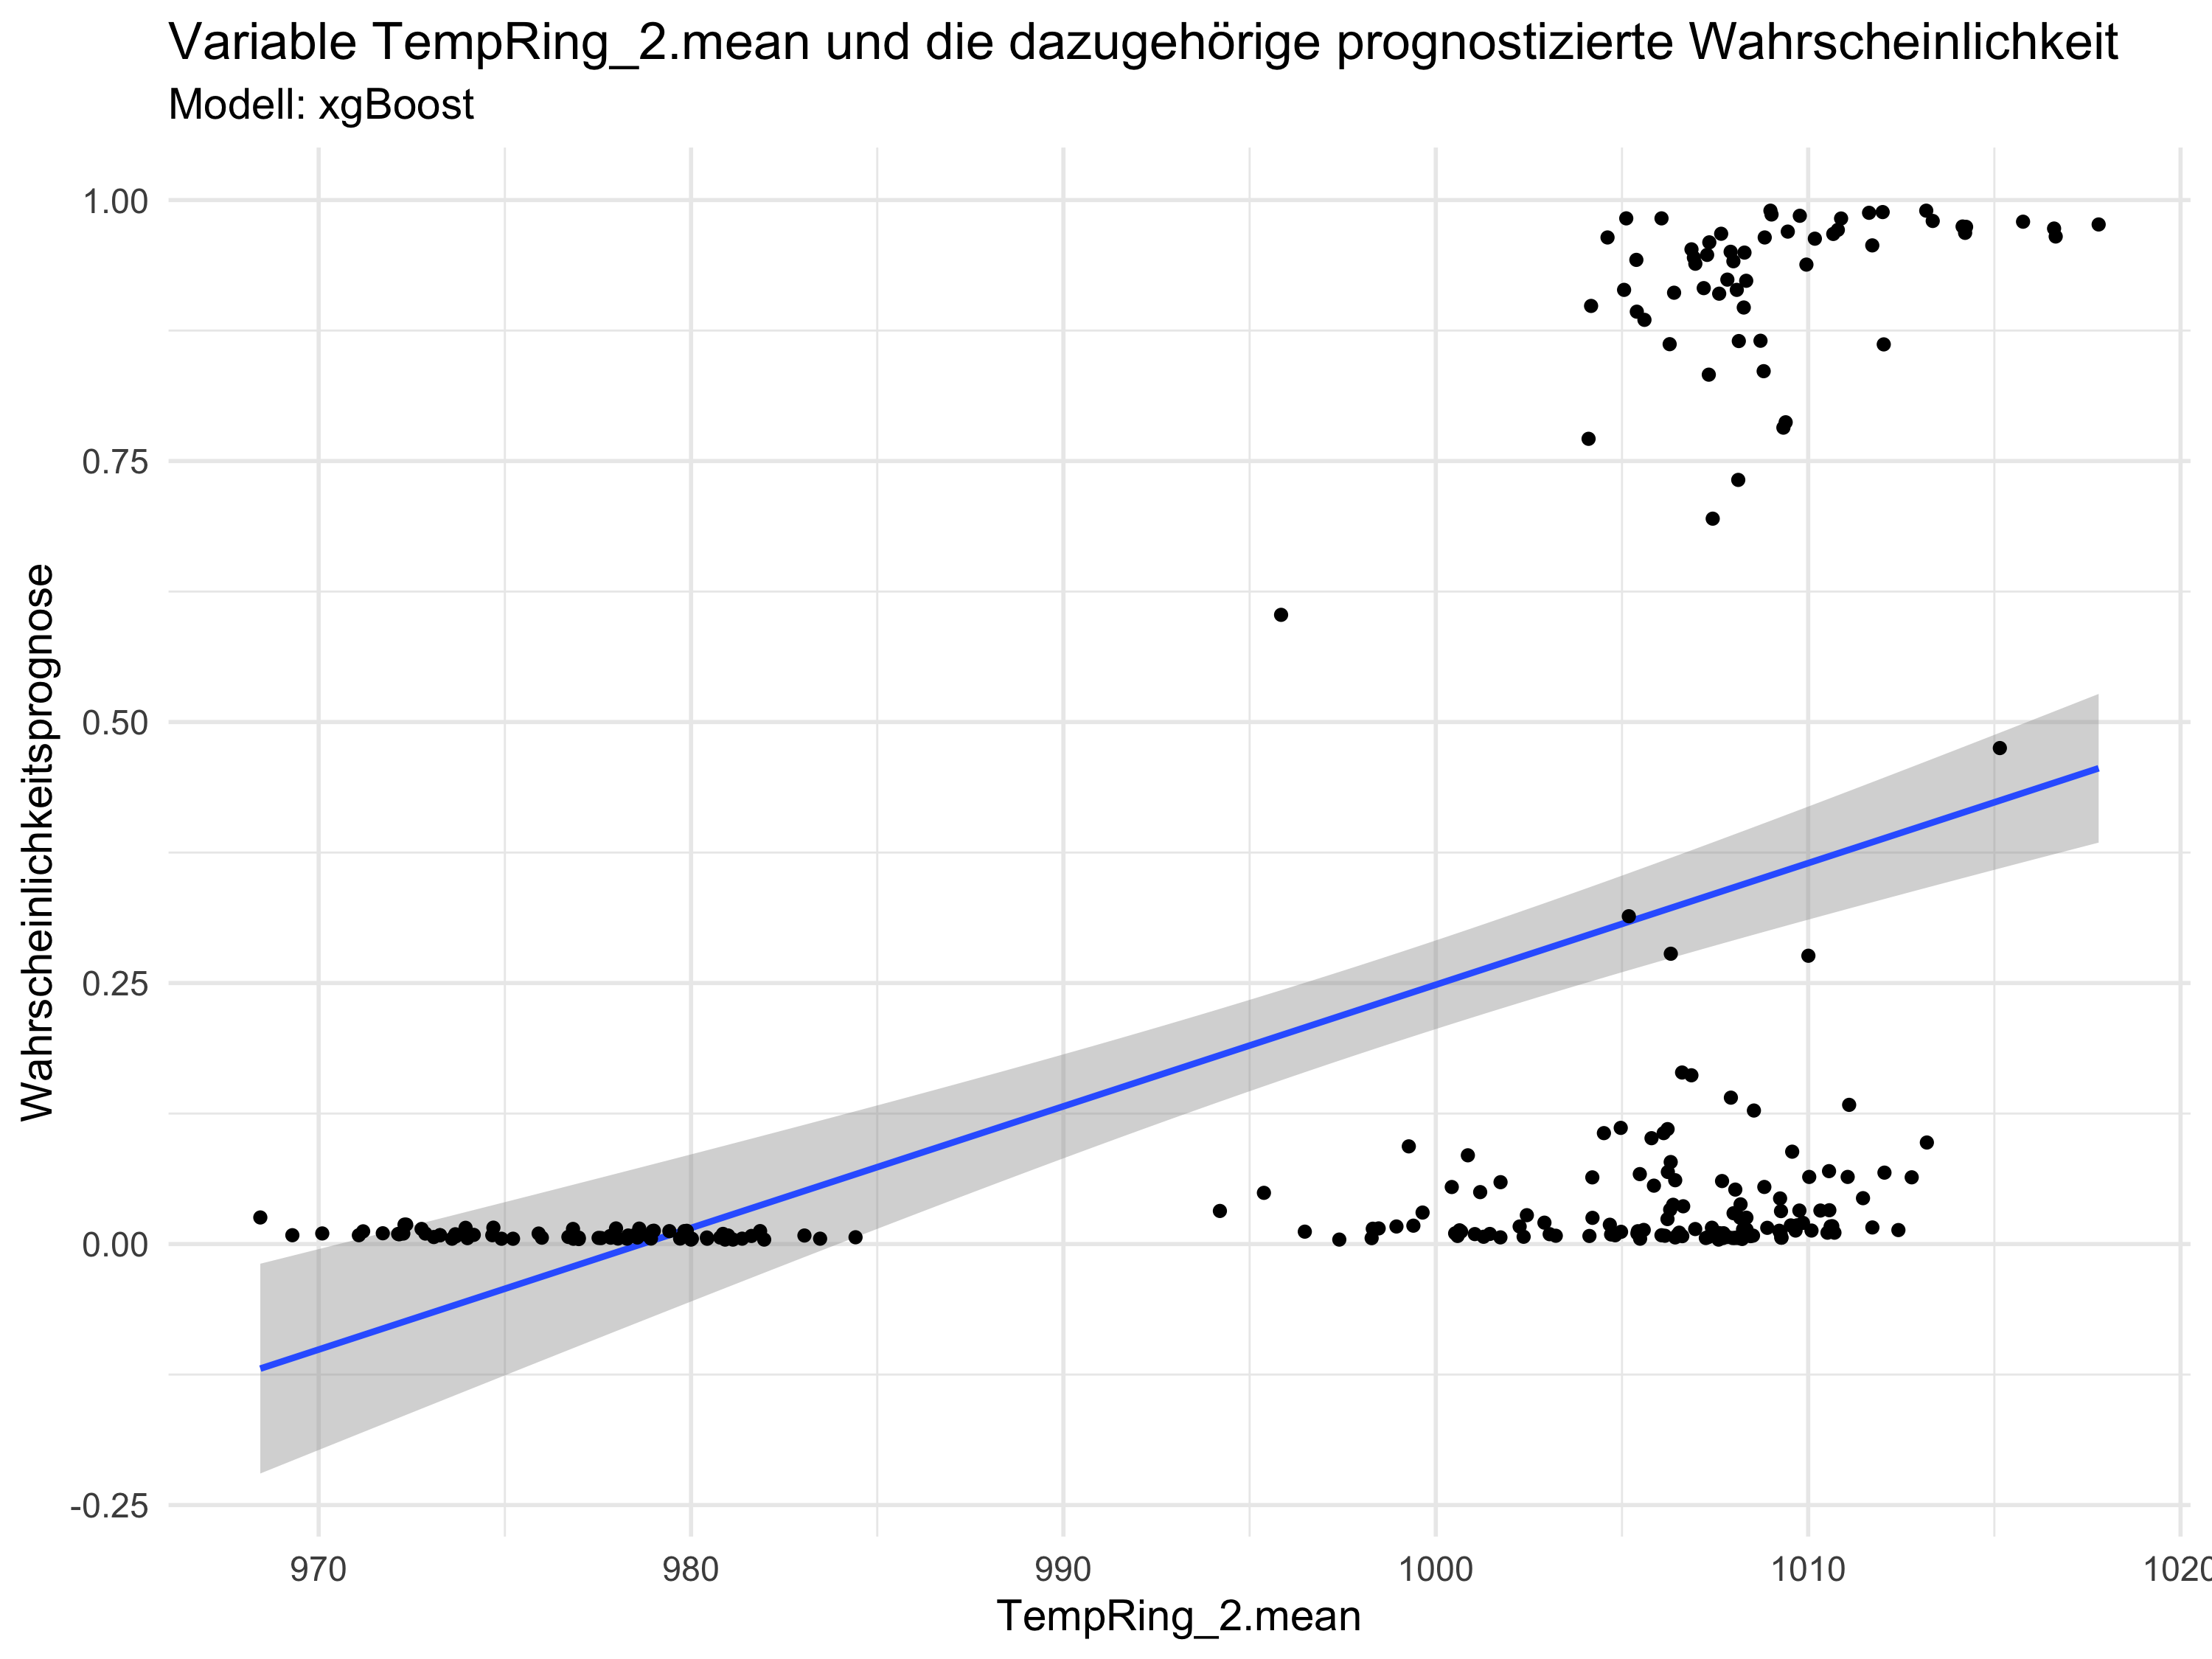 Variable TempRing_2.mean und die dazugehörige prognostizierte Wahrscheinlichkeit
Modell: xgBoost
1.00
0.75
0.50
0.25
0.00
-0.25
Wahrscheinlichkeitsprognose
970 980 990 1000 1010 1020
TempRing_2.mean